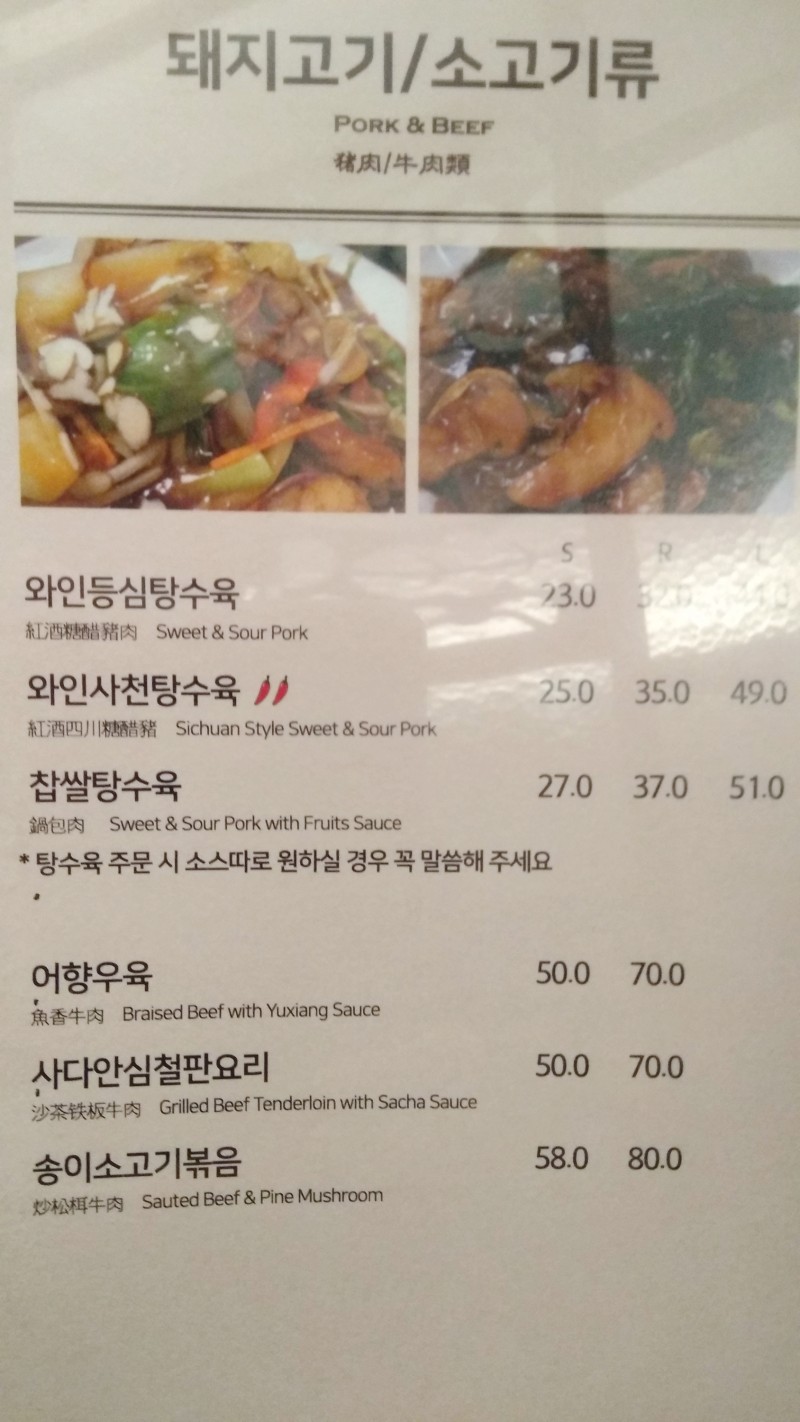 돼지고기/소고기류
PORK & BEEF
猪肉/牛肉類
S R L
와인등심탕수육 23.0 32.0
紅酒糖醋豬肉 Sweet & Sour Pork
와인사천탕수육 25.0 35.0 49.0
紅酒四川糖醋豬 Sichuan Style Sweet & Sour Pork
찹쌀탕수육 27.0 37.0 51.0
鍋包肉 Sweet & Sour Pork with Fruits Sauce
* 탕수육 주문 시 소스따로 원하실 경우 꼭 말씀해 주세요
어향우육 50.0 70.0
魚香牛肉 Braised Beef with Yuxiang Sauce
사다안심철판요리 50.0 70.0
沙茶铁板牛肉 Grilled Beef Tenderloin with Sacha Sauce
송이소고기볶음 58.0 80.0
炒松栮牛肉 Sauted Beef & Pine Mushroom